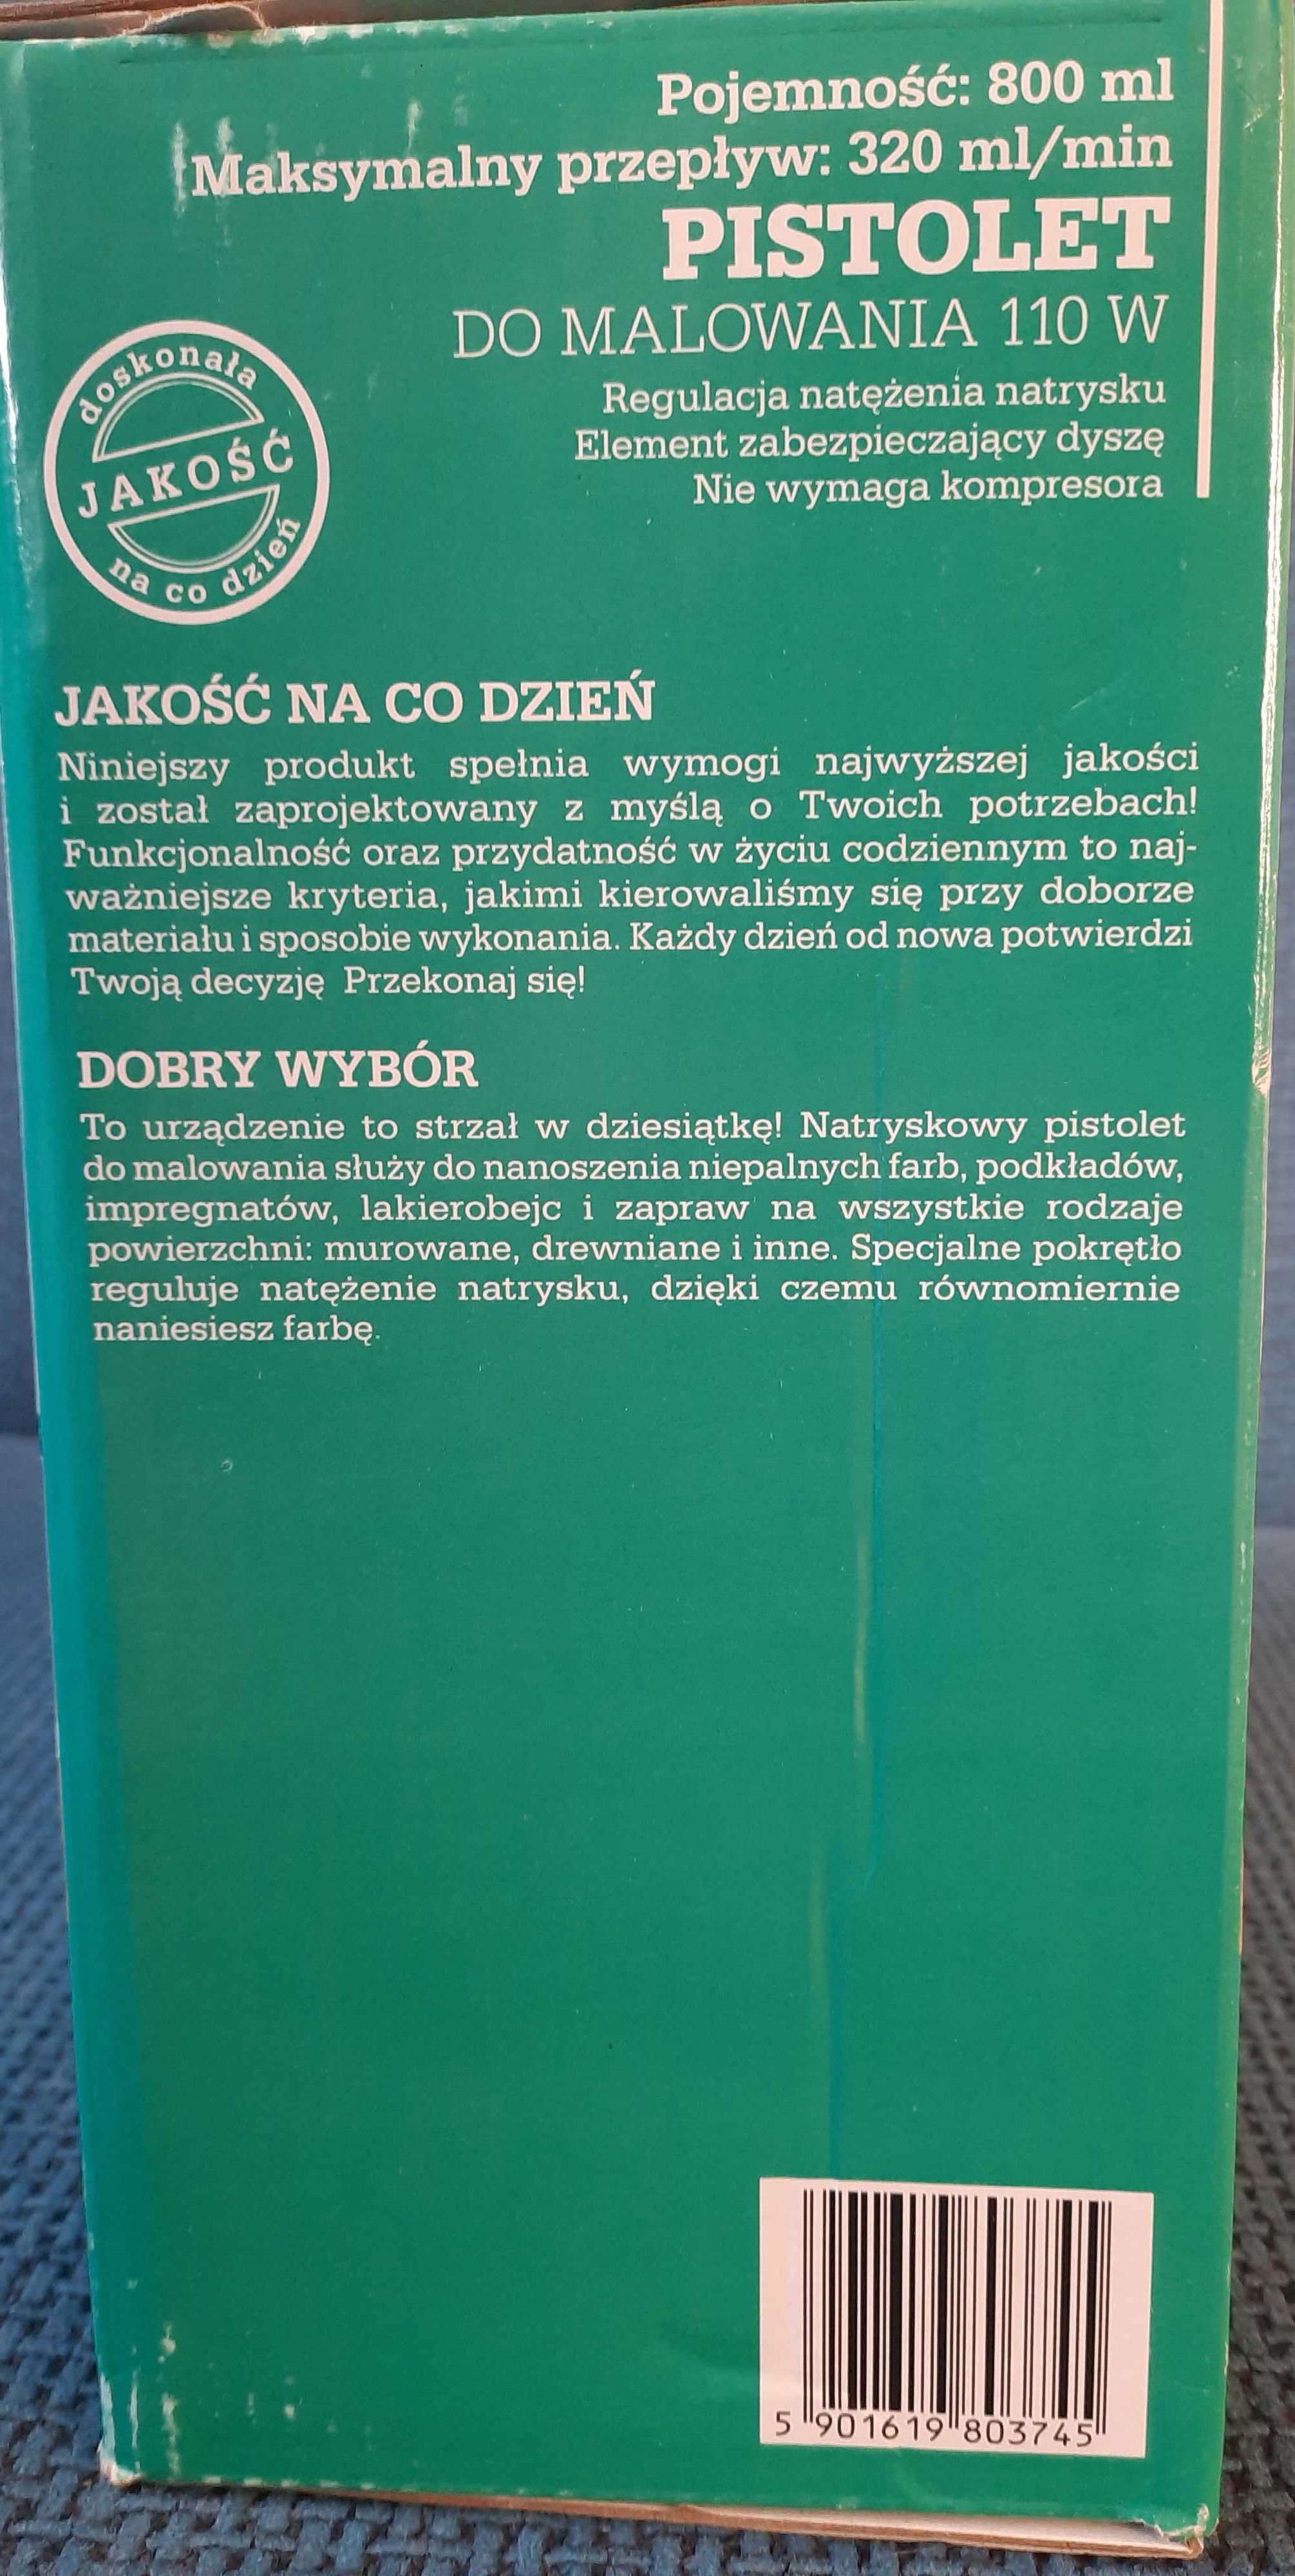 Pojemność: 800 ml
Maksymalny przepływ: 320 ml/min
PISTOLET
DO MALOWANIA 110 W
Regulacja natężenia natrysku
Element zabezpieczający dyszę
Nie wymaga kompresora
doskonała
JAKOŚĆ
na co dzień
JAKOŚĆ NA CO DZIEŃ
Niniejszy produkt spełnia wymogi najwyższej jakości
i został zaprojektowany z myślą o Twoich potrzebach!
Funkcjonalność oraz przydatność w życiu codziennym to naj-
ważniejsze kryteria, jakimi kierowaliśmy się przy doborze
materiału i sposobie wykonania. Każdy dzień od nowa potwierdzi
Twoją decyzję Przekonaj się!
DOBRY WYBÓR
To urządzenie to strzał w dziesiątkę! Natryskowy pistolet
do malowania służy do nanoszenia niepalnych farb, podkładów,
impregnatów, lakierobejc i zapraw na wszystkie rodzaje
powierzchni: murowane, drewniane i inne. Specjalne pokrętło
reguluje natężenie natrysku, dzięki czemu równomiernie
naniesiesz farbę.
5 901619 803745